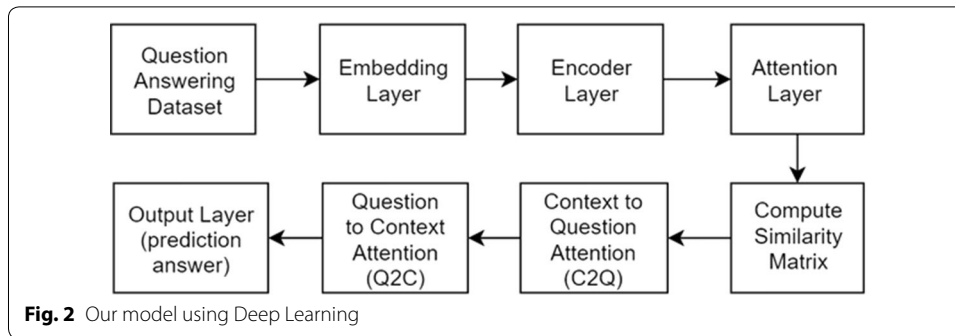 Question
Answering
Dataset
Embedding
Layer
Encoder
Layer
Attention
Layer
Output Layer
(prediction
answer)
Question
to Context
Attention
(Q2C)
Context to
Question
Attention
(C2Q)
Compute
Similarity
Matrix
Fig. 2 Our model using Deep Learning